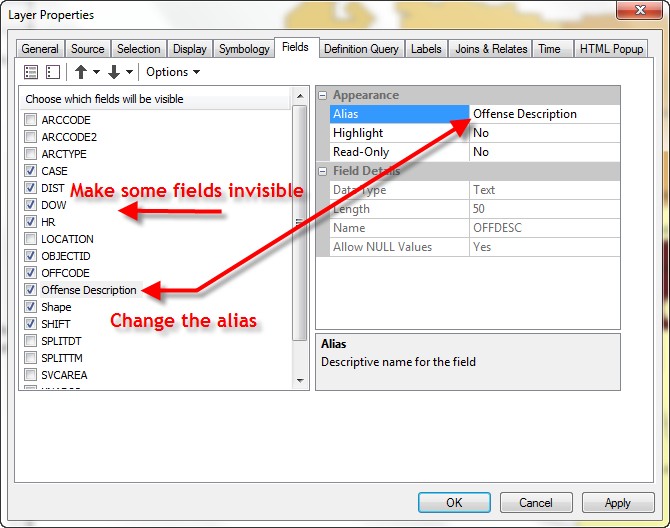 Layer Properties
General Source Selection Display Symbology Fields Definition Query Labels Joins & Relates Time HTML Popup
Options
Choose which fields will be visible
ARCCODE
ARCCODE2
ARCTYPE
CASE
DIST
DOW
HR
LOCATION
OBJECTID
OFFCODE
Offense Description
Shape
SHIFT
SPLITDT
SPLITTM
SVCAREA
Make some fields invisible
Change the alias
Appearance
Alias Offense Description
Highlight No
Read-Only No
Field Details
Data Type Text
Length 50
Name OFFDESC
Allow NULL Values Yes
Alias
Descriptive name for the field
OK Cancel Apply